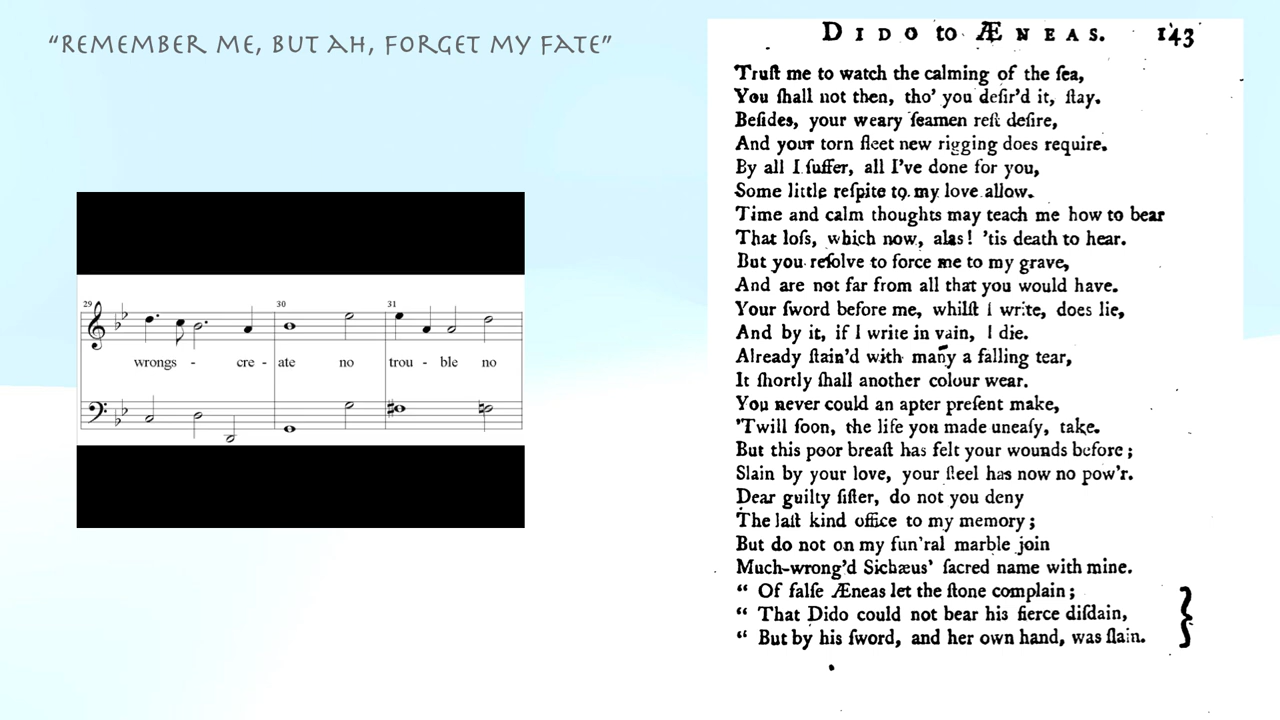 “REMEMBER ME, BUT AH, FORGET MY FATE”
29 30 31
wrongs - cre - ate no trou - ble no
DIDO to ÆNEAS. 143
Truſt me to watch the calming of the ſea,
You ſhall not then, tho’ you deſir’d it, ſtay.
Beſides, your weary ſeamen reſt deſire,
And your torn fleet new rigging does require.
By all I ſuffer, all I’ve done for you,
Some little reſpite to my love allow.
Time and calm thoughts may teach me how to bear
That loſs, which now, alas! ’tis death to hear.
But you reſolve to force me to my grave,
And are not far from all that you would have.
Your ſword before me, whilſt I write, does lie,
And by it, if I write in vain, I die.
Already ſtain’d with many a falling tear,
It ſhortly ſhall another colour wear.
You never could an apter preſent make,
’Twill ſoon, the life you made uneaſy, take.
But this poor breaſt has felt your wounds before;
Slain by your love, your ſteel has now no pow’r.
Dear guilty ſiſter, do not you deny
The laſt kind office to my memory;
But do not on my fun’ral marble join
Much-wrong’d Sichæus’ ſacred name with mine.
“ Of falſe Æneas let the ſtone complain;
“ That Dido could not bear his fierce diſdain,
“ But by his ſword, and her own hand, was ſlain.